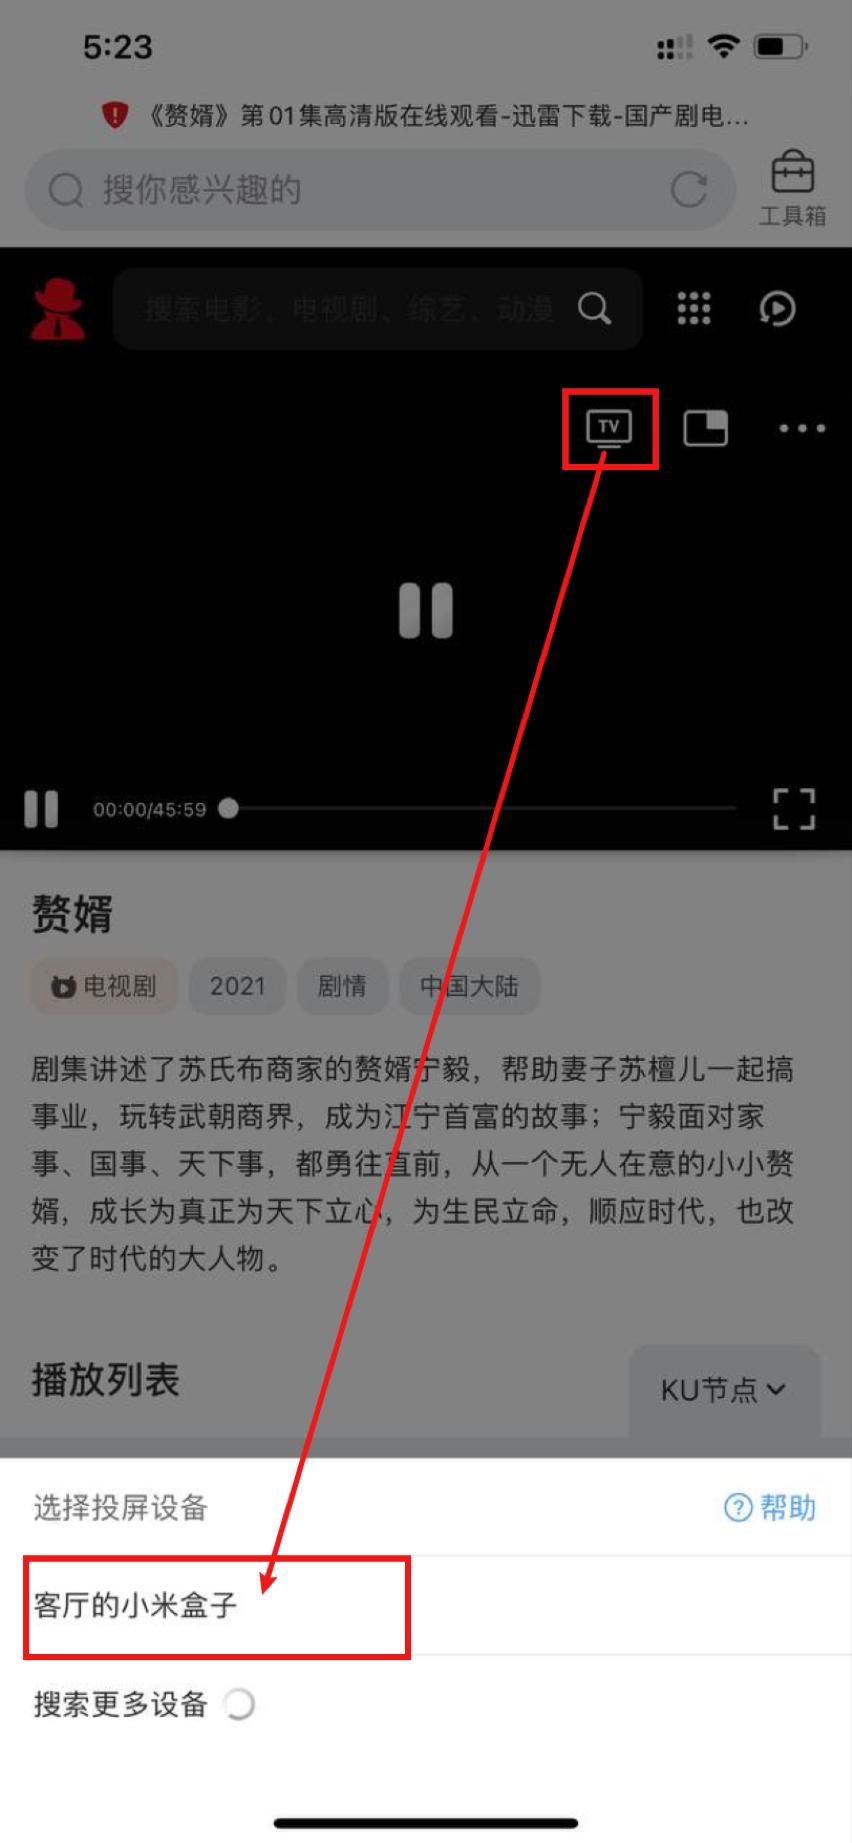 5:23
《赘婿》第01集高清版在线观看-迅雷下载-国产剧电...
搜你感兴趣的
工具箱
搜索电影、电视剧、综艺、动漫
TV
00:00/45:59
赘婿
电视剧 2021 剧情 中国大陆
剧集讲述了苏氏布商家的赘婿宁毅，帮助妻子苏檀儿一起搞
事业，玩转武朝商界，成为江宁首富的故事；宁毅面对家
事、国事、天下事，都勇往直前，从一个无人在意的小小赘
婿，成长为真正为天下立心，为生民立命，顺应时代，也改
变了时代的大人物。
播放列表
KU节点
选择投屏设备
帮助
客厅的小米盒子
搜索更多设备